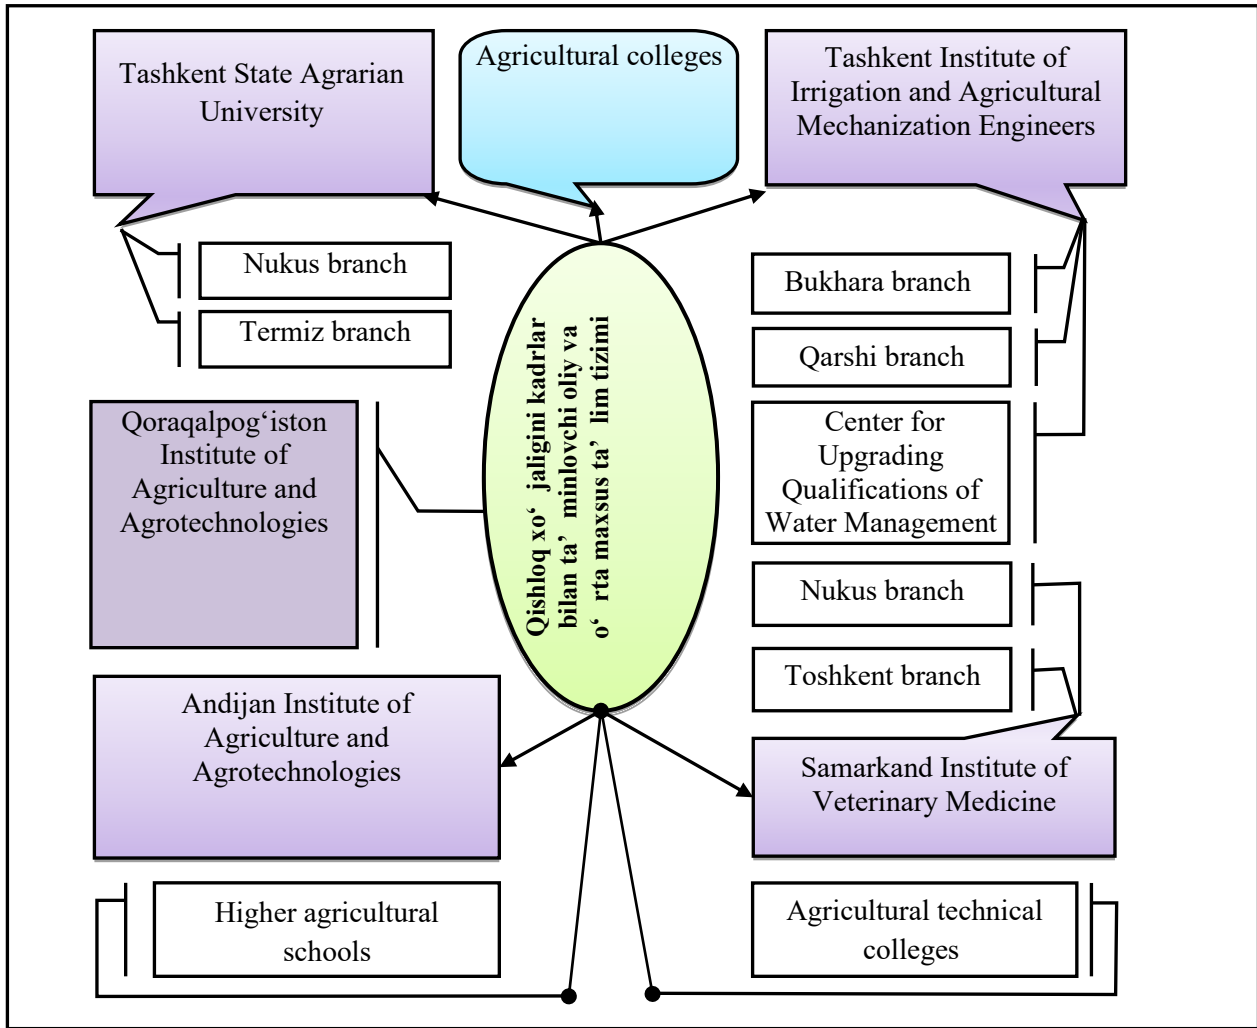 Tashkent State Agrarian
University
Agricultural colleges
Tashkent Institute of
Irrigation and Agricultural
Mechanization Engineers
Nukus branch
Termiz branch
Bukhara branch
Qarshi branch
Center for
Upgrading
Qualifications of
Water Management
Qoraqalpog‘iston
Institute of
Agriculture and
Agrotechnologies
Qishloq xo‘ jaligini kadrlar
bilan ta’ minlovchi oliy va
o‘ rta maxsus ta’ lim tizimi
Nukus branch
Toshkent branch
Andijan Institute of
Agriculture and
Agrotechnologies
Samarkand Institute of
Veterinary Medicine
Higher agricultural
schools
Agricultural technical
colleges